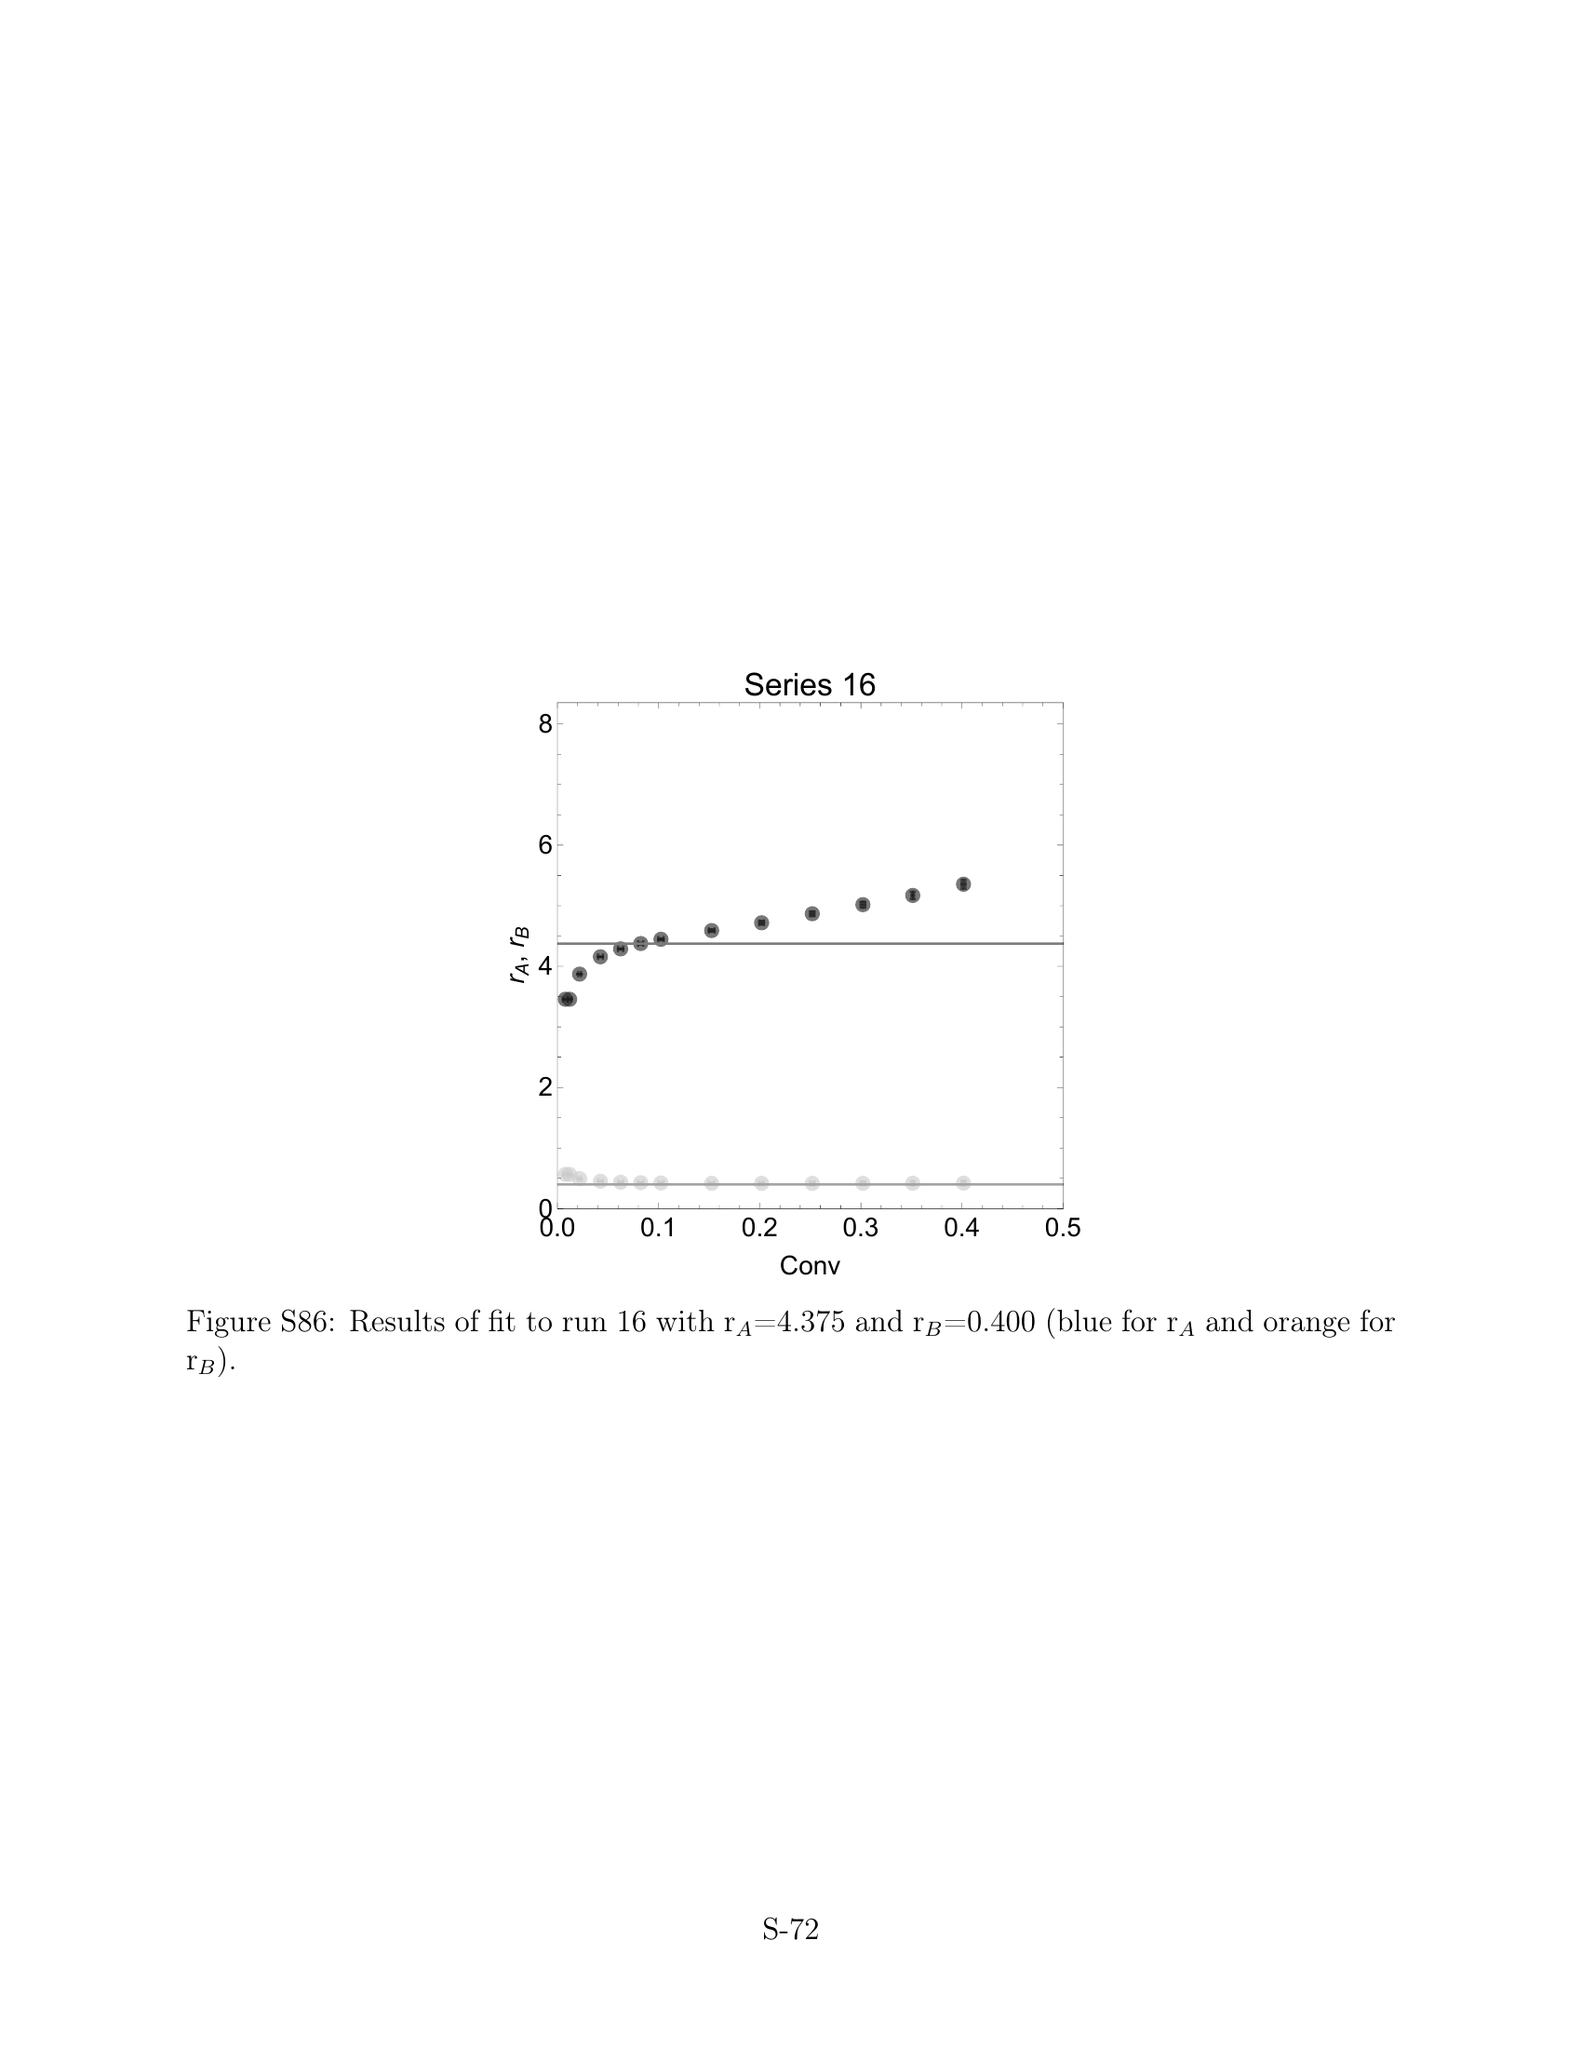 Series 16
8
6
4
2
0
r_A, r_B
0.0 0.1 0.2 0.3 0.4 0.5
Conv
Figure S86: Results of fit to run 16 with r_A=4.375 and r_B=0.400 (blue for r_A and orange for
r_B).
S-72